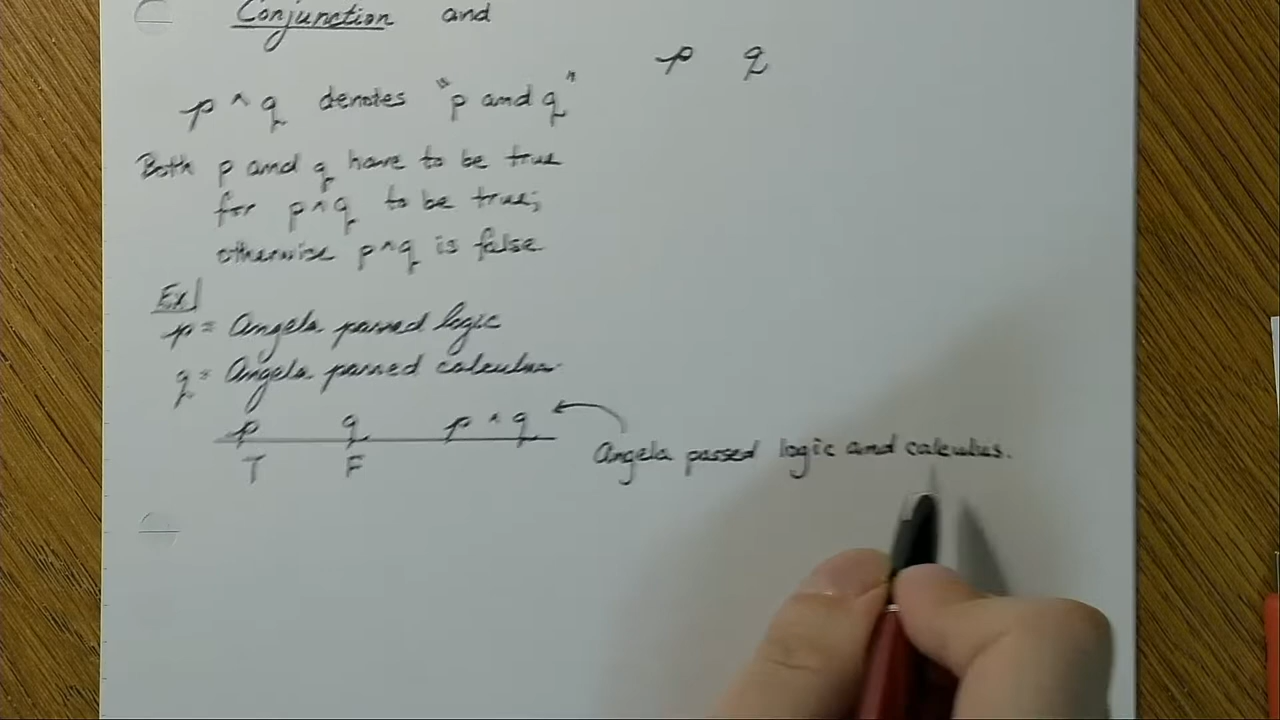 Conjunction and
p q
p ^ q denotes "p and q"
Both p and q have to be true
for p^q to be true;
otherwise p^q is false
Ex
p = Angela passed logic
q = Angela passed calculus.
p q p ^ q
Angela passed logic and calculus.
T F